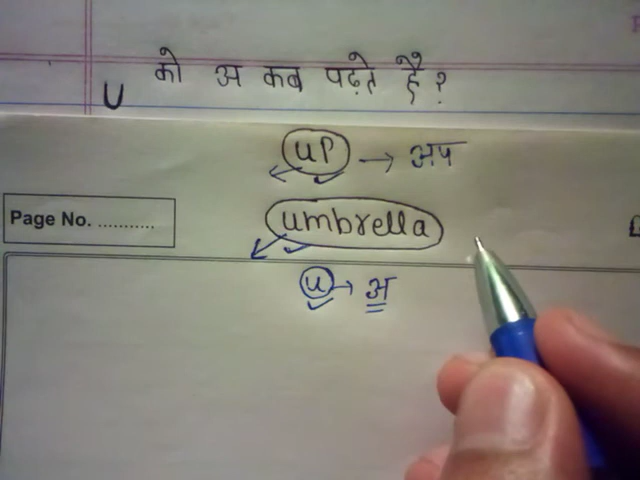 U को अ कब पढ़ते है?
up → अप
Page No. ...........
umbrella
u → अ